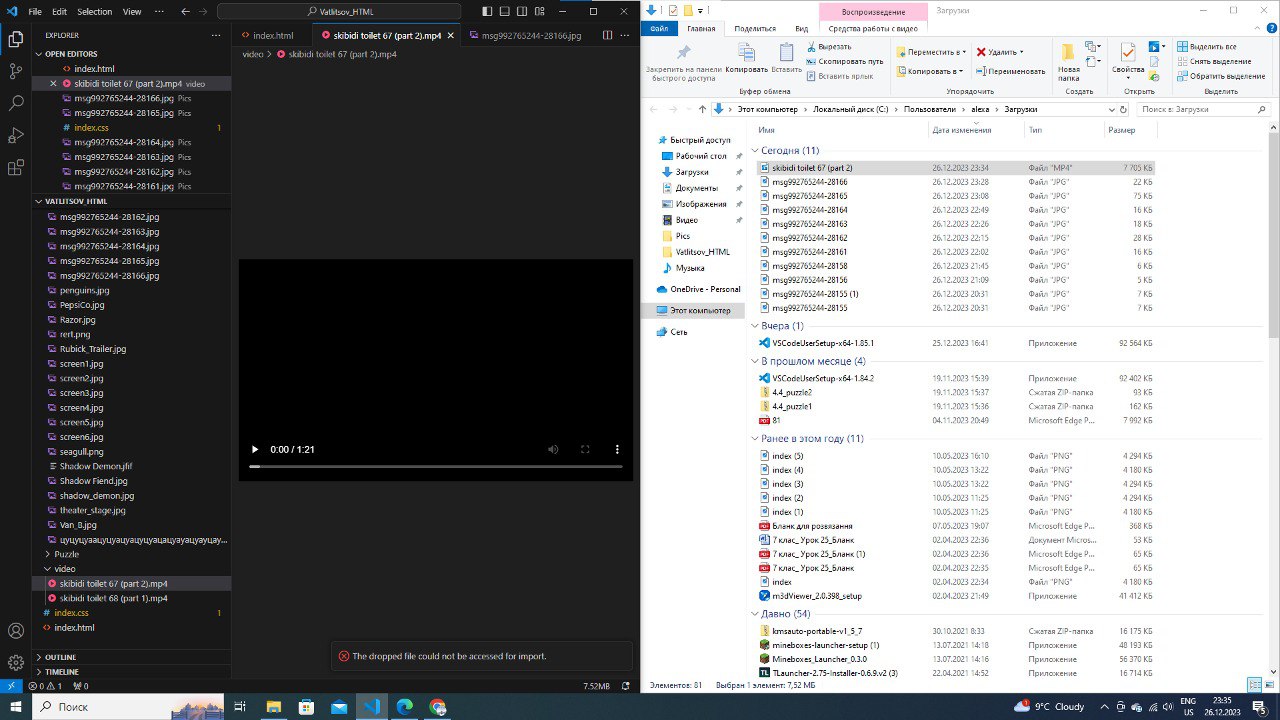 File Edit Selection View ··· Vatlitsov_HTML
EXPLORER
OPEN EDITORS
index.html
skibidi toilet 67 (part 2).mp4 video
msg992765244-28166.jpg Pics
msg992765244-28165.jpg Pics
index.css 1
msg992765244-28164.jpg Pics
msg992765244-28163.jpg Pics
msg992765244-28162.jpg Pics
msg992765244-28161.jpg Pics
VATLITSOV_HTML
msg992765244-28162.jpg
msg992765244-28163.jpg
msg992765244-28164.jpg
msg992765244-28165.jpg
msg992765244-28166.jpg
penguins.jpg
PepsiCo.jpg
Razor.jpg
rert.png
Rubick_Trailer.jpg
screen1.jpg
screen2.jpg
screen3.jpg
screen4.jpg
screen5.jpg
screen6.jpg
seagull.png
Shadow Demon.jfif
Shadow Fiend.jpg
shadow_demon.jpg
theater_stage.jpg
Van_B.jpg
Puzzle
video
skibidi toilet 67 (part 2).mp4
skibidi toilet 68 (part 1).mp4
index.css 1
index.html
OUTLINE
TIMELINE
0 1 0
index.html
skibidi toilet 67 (part 2).mp4
msg992765244-28166.jpg
video > skibidi toilet 67 (part 2).mp4
0:00 / 1:21
The dropped file could not be accessed for import.
7.52MB
Воспроизведение Загрузки
Файл Главная Поделиться Вид Средства работы с видео
Закрепить на панели быстрого доступа
Копировать
Вставить
Вырезать
Скопировать путь
Вставить ярлык
Буфер обмена
Переместить в
Копировать в
Удалить
Переименовать
Упорядочить
Новая папка
Создать
Свойства
Открыть
Выделить все
Снять выделение
Обратить выделение
Выделить
Этот компьютер > Локальный диск (C:) > Пользователи > alexa > Загрузки
Поиск в: Загрузки
Быстрый доступ
Рабочий стол
Загрузки
Документы
Изображения
Видео
Pics
Vatlitsov_HTML
Музыка
OneDrive - Personal
Этот компьютер
Сеть
Имя Дата изменения Тип Размер
Сегодня (11)
skibidi toilet 67 (part 2) 26.12.2023 23:34 Файл "MP4" 7 705 КБ
msg992765244-28166 26.12.2023 23:28 Файл "JPG" 22 КБ
msg992765244-28165 26.12.2023 23:08 Файл "JPG" 75 КБ
msg992765244-28164 26.12.2023 22:49 Файл "JPG" 16 КБ
msg992765244-28163 26.12.2023 22:26 Файл "JPG" 18 КБ
msg992765244-28162 26.12.2023 22:15 Файл "JPG" 28 КБ
msg992765244-28161 26.12.2023 22:02 Файл "JPG" 16 КБ
msg992765244-28158 26.12.2023 21:45 Файл "JPG" 6 КБ
msg992765244-28156 26.12.2023 21:09 Файл "JPG" 5 КБ
msg992765244-28155 (1) 26.12.2023 20:31 Файл "JPG" 7 КБ
msg992765244-28155 26.12.2023 20:31 Файл "JPG" 7 КБ
Вчера (1)
VSCodeUserSetup-x64-1.85.1 25.12.2023 16:41 Приложение 92 564 КБ
В прошлом месяце (4)
VSCodeUserSetup-x64-1.84.2 19.11.2023 15:39 Приложение 92 402 КБ
4.4_puzzle2 19.11.2023 15:37 Сжатая ZIP-папка 93 КБ
4.4_puzzle1 19.11.2023 15:36 Сжатая ZIP-папка 162 КБ
81 04.11.2023 20:49 Microsoft Edge P... 7 992 КБ
Ранее в этом году (11)
index (5) 10.05.2023 16:10 Файл "PNG" 4 294 КБ
index (4) 10.05.2023 13:22 Файл "PNG" 4 180 КБ
index (3) 10.05.2023 13:22 Файл "PNG" 4 294 КБ
index (2) 10.05.2023 11:25 Файл "PNG" 4 294 КБ
index (1) 10.05.2023 11:25 Файл "PNG" 4 180 КБ
Бланк для розвязання 07.05.2023 19:07 Microsoft Edge P... 368 КБ
7 клас_ Урок 25_Бланк 02.04.2023 22:36 Документ Micros... 53 КБ
7 клас_ Урок 25_Бланк (1) 02.04.2023 22:36 Microsoft Edge P... 65 КБ
7 клас_ Урок 25_Бланк 02.04.2023 22:35 Microsoft Edge P... 65 КБ
index 02.04.2023 22:34 Файл "PNG" 4 180 КБ
m3dViewer_2.0.398_setup 02.04.2023 21:49 Приложение 41 412 КБ
Давно (54)
kmsauto-portable-v1_5_7 30.10.2021 8:33 Сжатая ZIP-папка 16 175 КБ
mineboxes-launcher-setup (1) 13.07.2021 14:18 Приложение 48 193 КБ
Mineboxes_Launcher_0.3.0 13.07.2021 14:16 Приложение 56 370 КБ
TLauncher-2.75-Installer-0.6.9.v2 (3) 22.04.2021 14:52 Приложение 16 714 КБ
Элементов: 81 Выбран 1 элемент: 7,52 МБ
Поиск
9°C Cloudy
ENG
US
23:35
26.12.2023